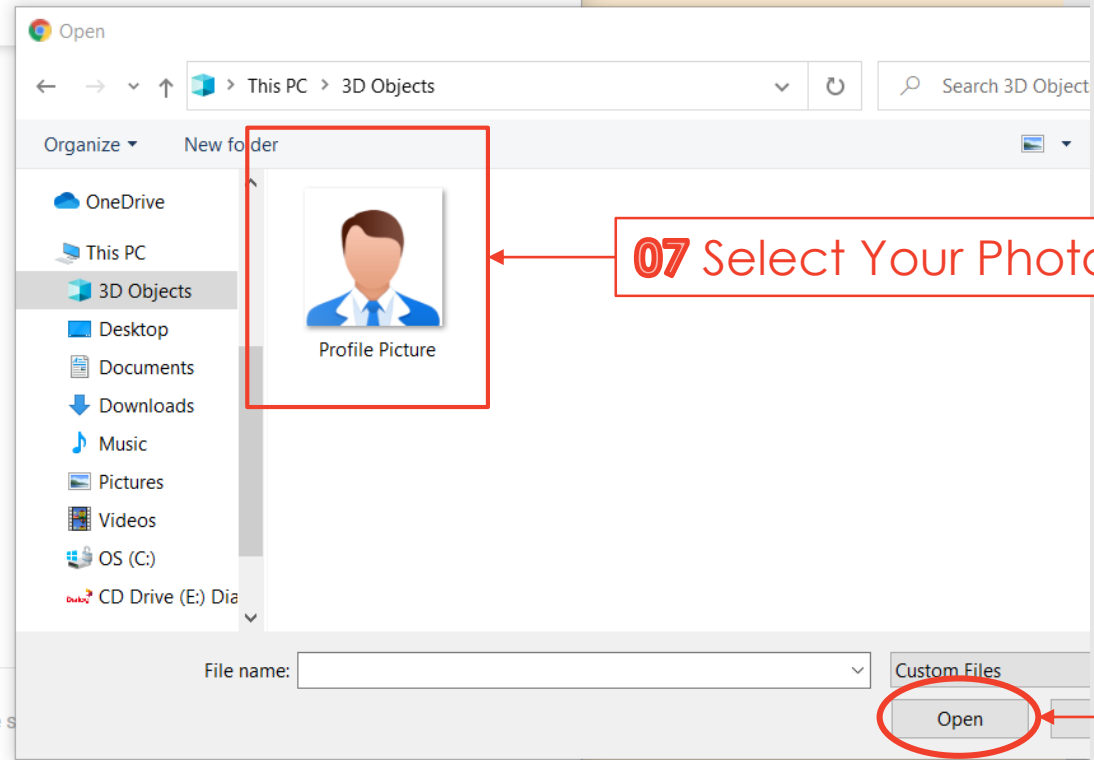 Open
This PC > 3D Objects
Search 3D Object
Organize
New folder
OneDrive
This PC
3D Objects
Desktop
Documents
Downloads
Music
Pictures
Videos
OS (C:)
CD Drive (E:) Dia
Profile Picture
07 Select Your Photo
File name:
Custom Files
Open